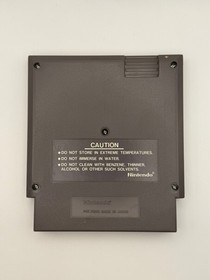 CAUTION
•DO NOT STORE IN EXTREME TEMPERATURES.
•DO NOT IMMERSE IN WATER.
•DO NOT CLEAN WITH BENZENE, THINNER,
ALCOHOL OR OTHER SUCH SOLVENTS.
Nintendo
Nintendo